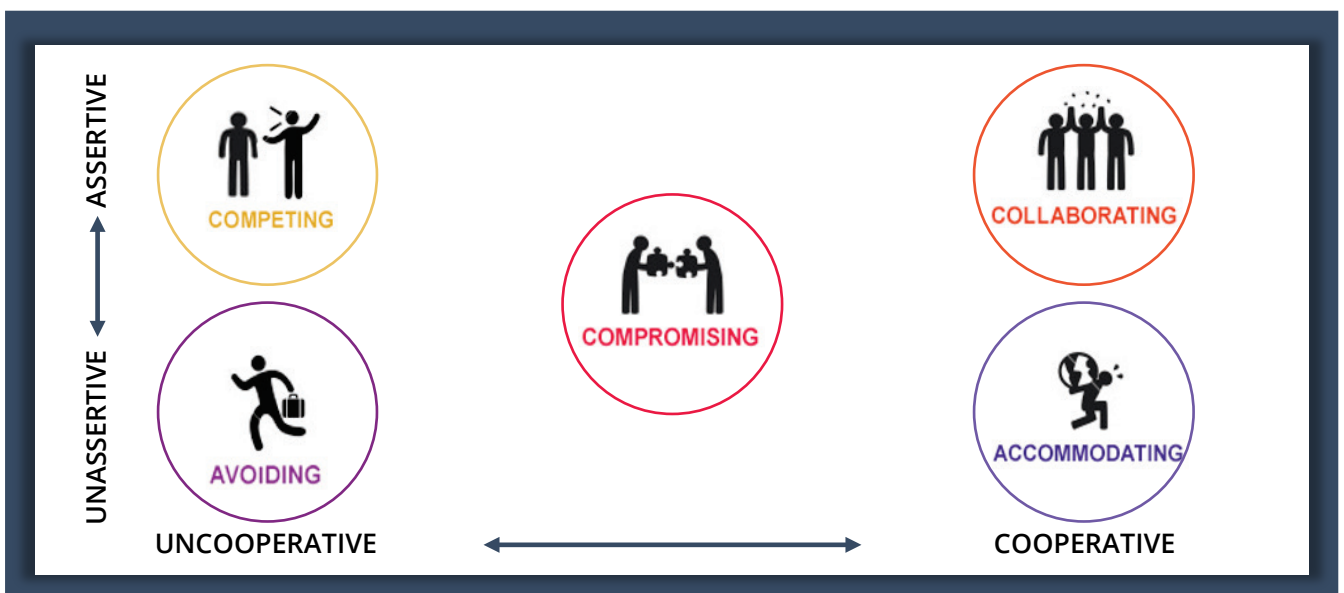 ASSERTIVE
UNASSERTIVE
COMPETING
COLLABORATING
COMPROMISING
AVOIDING
ACCOMMODATING
UNCOOPERATIVE
COOPERATIVE